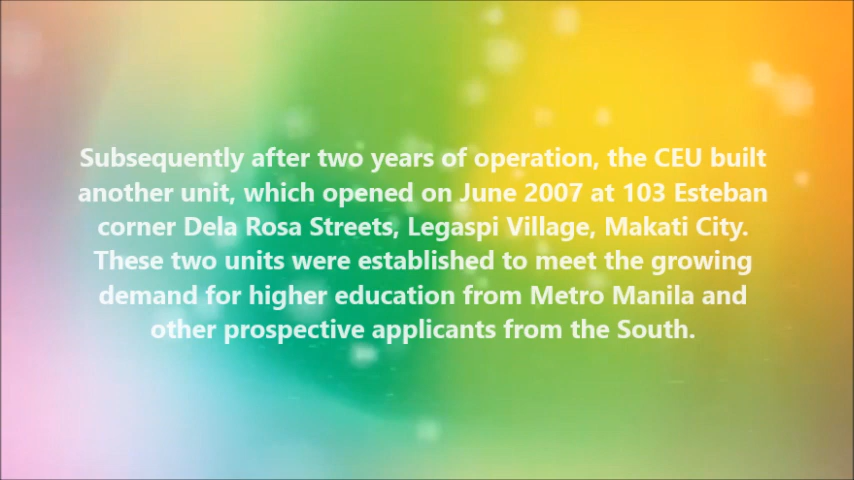 Subsequently after two years of operation, the CEU built
another unit, which opened on June 2007 at 103 Esteban
corner Dela Rosa Streets, Legaspi Village, Makati City.
These two units were established to meet the growing
demand for higher education from Metro Manila and
other prospective applicants from the South.